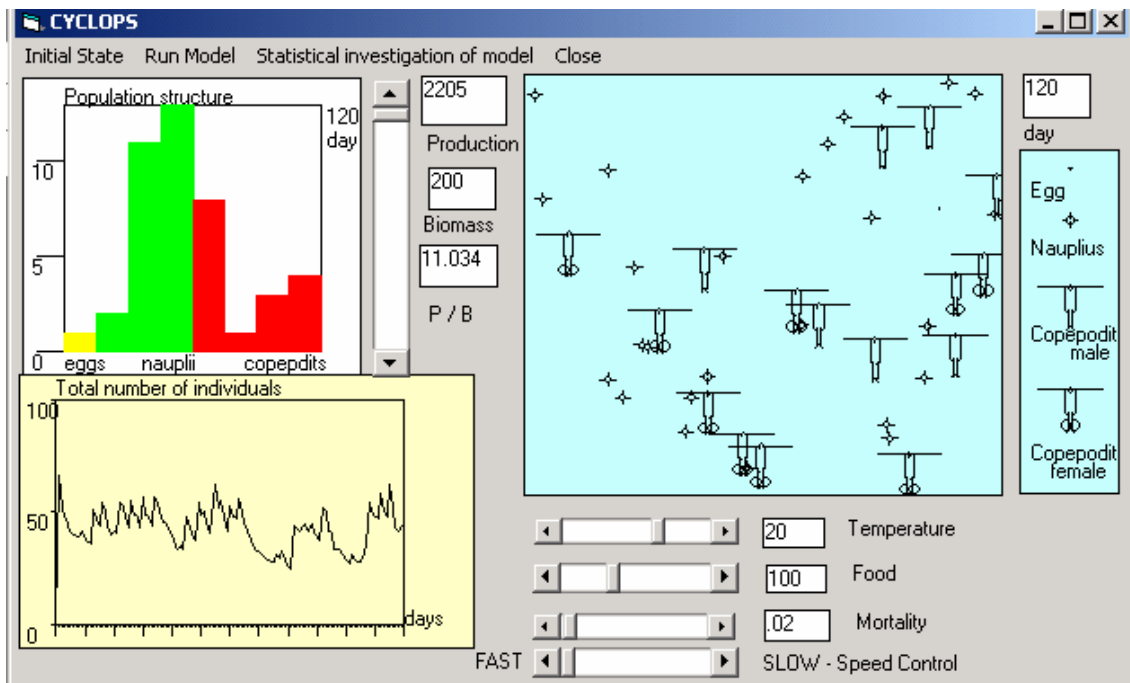 CYCLOPS
Initial State Run Model Statistical investigation of model Close
Population structure
120
day
10
5
0
eggs nauplii copepdits
2205
Production
200
Biomass
11.034
P / B
120
day
Egg
Nauplius
Copepodit
male
Copepodit
female
Total number of individuals
100
50
0
days
20 Temperature
100 Food
.02 Mortality
FAST SLOW - Speed Control